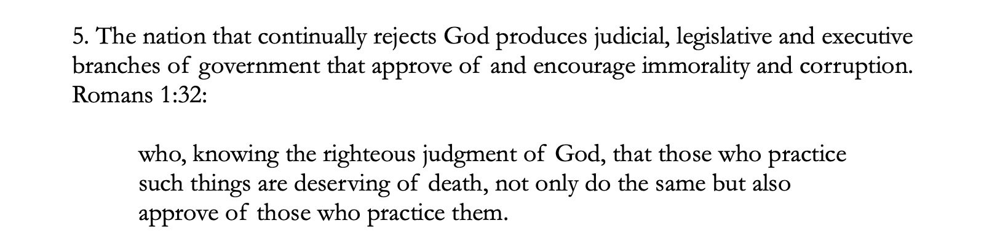 5. The nation that continually rejects God produces judicial, legislative and executive
branches of government that approve of and encourage immorality and corruption.
Romans 1:32:
who, knowing the righteous judgment of God, that those who practice
such things are deserving of death, not only do the same but also
approve of those who practice them.